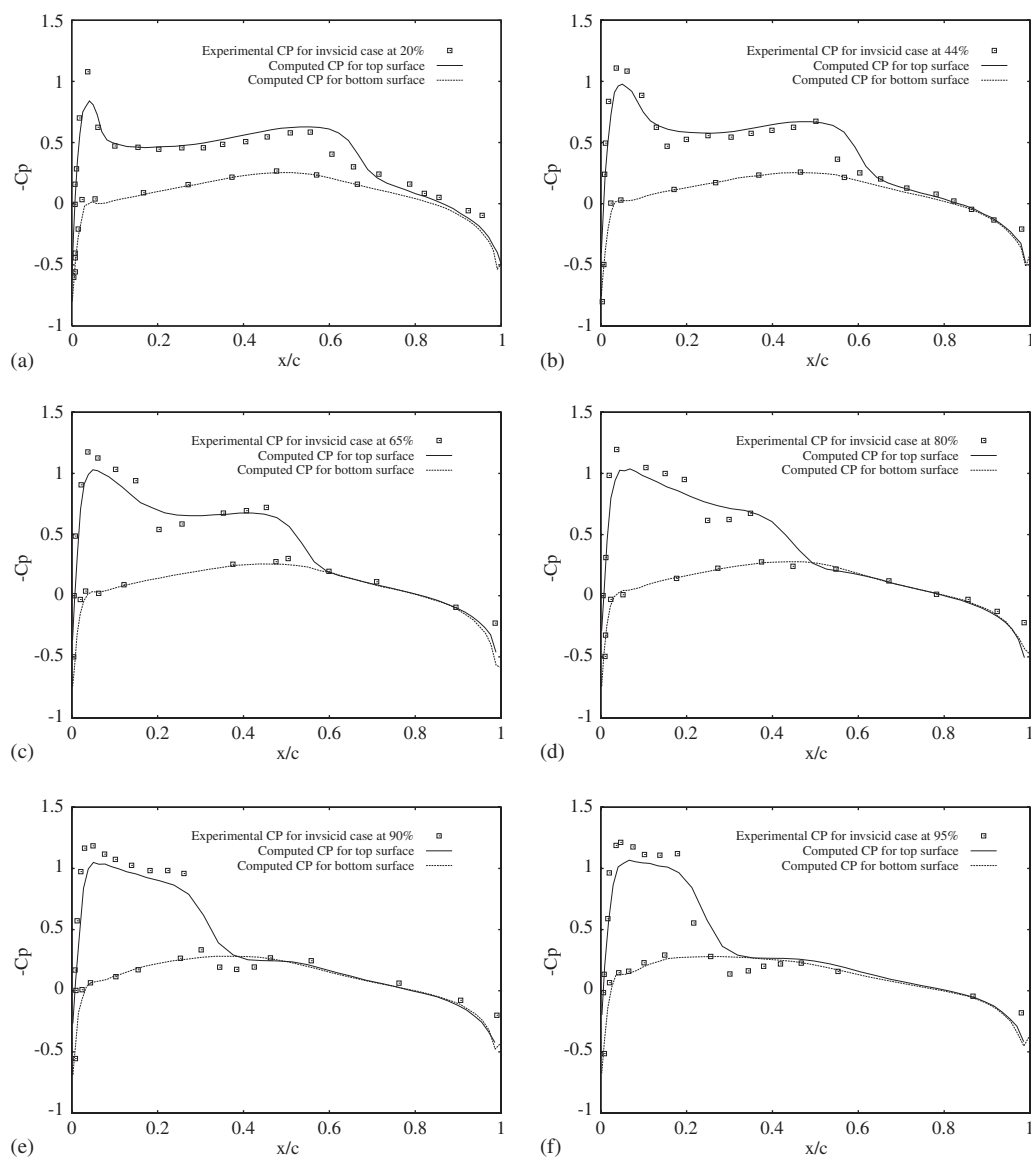 1.5
Experimental CP for invsicid case at 20%
Computed CP for top surface
Computed CP for bottom surface
1
0.5
0
-0.5
-1
-Cp
0 0.2 0.4 0.6 0.8 1
x/c
(a)
1.5
Experimental CP for invsicid case at 44%
Computed CP for top surface
Computed CP for bottom surface
1
0.5
0
-0.5
-1
-Cp
0 0.2 0.4 0.6 0.8 1
x/c
(b)
1.5
Experimental CP for invsicid case at 65%
Computed CP for top surface
Computed CP for bottom surface
1
0.5
0
-0.5
-1
-Cp
0 0.2 0.4 0.6 0.8 1
x/c
(c)
1.5
Experimental CP for invsicid case at 80%
Computed CP for top surface
Computed CP for bottom surface
1
0.5
0
-0.5
-1
-Cp
0 0.2 0.4 0.6 0.8 1
x/c
(d)
1.5
Experimental CP for invsicid case at 90%
Computed CP for top surface
Computed CP for bottom surface
1
0.5
0
-0.5
-1
-Cp
0 0.2 0.4 0.6 0.8 1
x/c
(e)
1.5
Experimental CP for invsicid case at 95%
Computed CP for top surface
Computed CP for bottom surface
1
0.5
0
-0.5
-1
-Cp
0 0.2 0.4 0.6 0.8 1
x/c
(f)